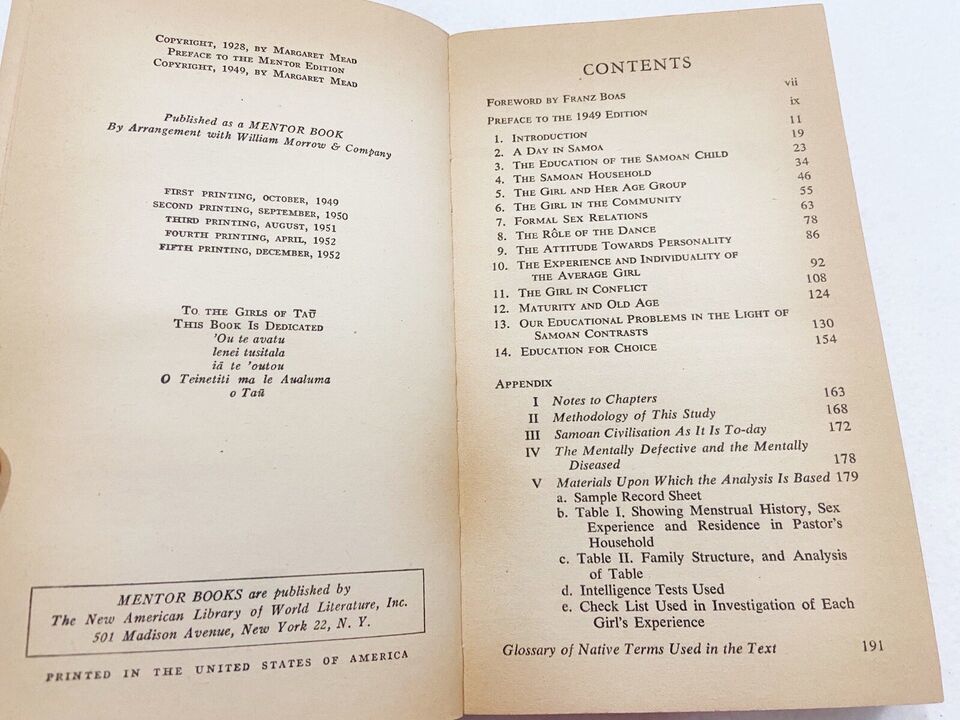 COPYRIGHT, 1928, BY MARGARET MEAD
PREFACE TO THE MENTOR EDITION
COPYRIGHT, 1949, BY MARGARET MEAD
Published as a MENTOR BOOK
By Arrangement with William Morrow & Company
FIRST PRINTING, OCTOBER, 1949
SECOND PRINTING, SEPTEMBER, 1950
THIRD PRINTING, AUGUST, 1951
FOURTH PRINTING, APRIL, 1952
FIFTH PRINTING, DECEMBER, 1952
TO THE GIRLS OF TAŪ
THIS BOOK IS DEDICATED
'Ou te avatu
lenei tusitala
iā te 'outou
O Teinetiti ma le Aualuma
o Taū
MENTOR BOOKS are published by
The New American Library of World Literature, Inc.
501 Madison Avenue, New York 22, N. Y.
PRINTED IN THE UNITED STATES OF AMERICA
CONTENTS
FOREWORD BY FRANZ BOAS vii
PREFACE TO THE 1949 EDITION ix
1. INTRODUCTION 11
2. A DAY IN SAMOA 19
3. THE EDUCATION OF THE SAMOAN CHILD 23
4. THE SAMOAN HOUSEHOLD 34
5. THE GIRL AND HER AGE GROUP 46
6. THE GIRL IN THE COMMUNITY 55
7. FORMAL SEX RELATIONS 63
8. THE RÔLE OF THE DANCE 78
9. THE ATTITUDE TOWARDS PERSONALITY 86
10. THE EXPERIENCE AND INDIVIDUALITY OF
THE AVERAGE GIRL 92
11. THE GIRL IN CONFLICT 108
12. MATURITY AND OLD AGE 124
13. OUR EDUCATIONAL PROBLEMS IN THE LIGHT OF
SAMOAN CONTRASTS 130
14. EDUCATION FOR CHOICE 154
APPENDIX
I Notes to Chapters 163
II Methodology of This Study 168
III Samoan Civilisation As It Is To-day 172
IV The Mentally Defective and the Mentally
Diseased 178
V Materials Upon Which the Analysis Is Based 179
a. Sample Record Sheet
b. Table I. Showing Menstrual History, Sex
Experience and Residence in Pastor's
Household
c. Table II. Family Structure, and Analysis
of Table
d. Intelligence Tests Used
e. Check List Used in Investigation of Each
Girl's Experience
Glossary of Native Terms Used in the Text 191